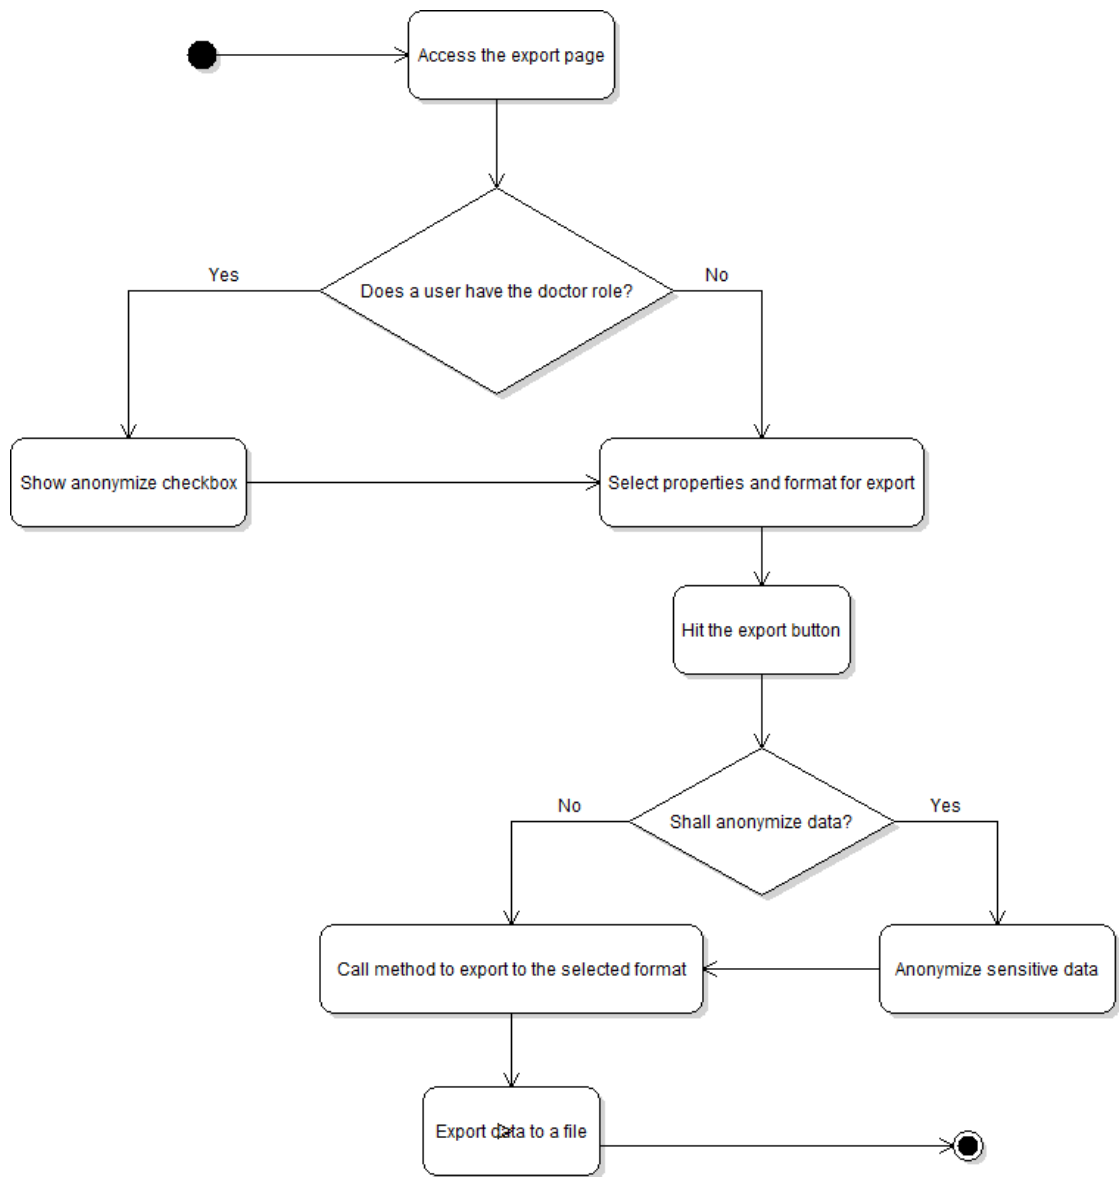 Access the export page
Yes
No
Does a user have the doctor role?
Show anonymize checkbox
Select properties and format for export
Hit the export button
No
Yes
Shall anonymize data?
Call method to export to the selected format
Anonymize sensitive data
Export data to a file